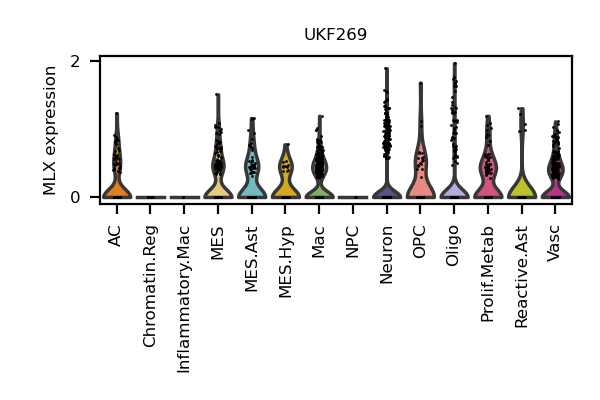 UKF269
MLX expression
2
0
AC
Chromatin.Reg
Inflammatory.Mac
MES
MES.Ast
MES.Hyp
Mac
NPC
Neuron
OPC
Oligo
Prolif.Metab
Reactive.Ast
Vasc